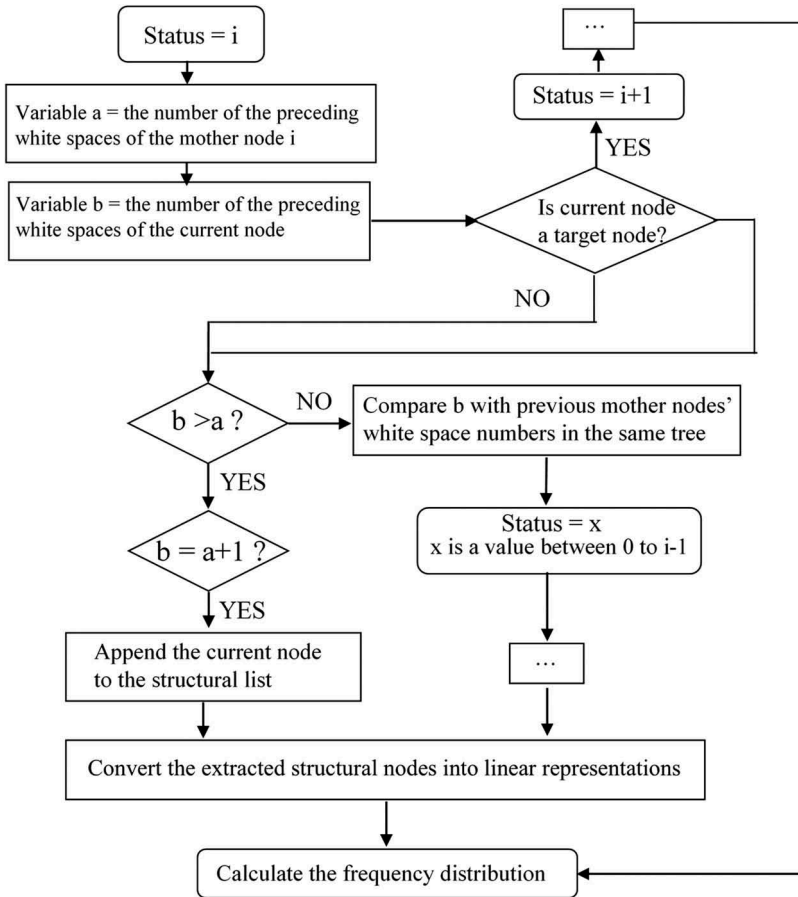 Status = i
Variable a = the number of the preceding
white spaces of the mother node i
Variable b = the number of the preceding
white spaces of the current node
…
Status = i+1
YES
Is current node
a target node?
NO
b >a ?
NO
Compare b with previous mother nodes’
white space numbers in the same tree
YES
Status = x
x is a value between 0 to i-1
b = a+1 ?
YES
Append the current node
to the structural list
…
Convert the extracted structural nodes into linear representations
Calculate the frequency distribution